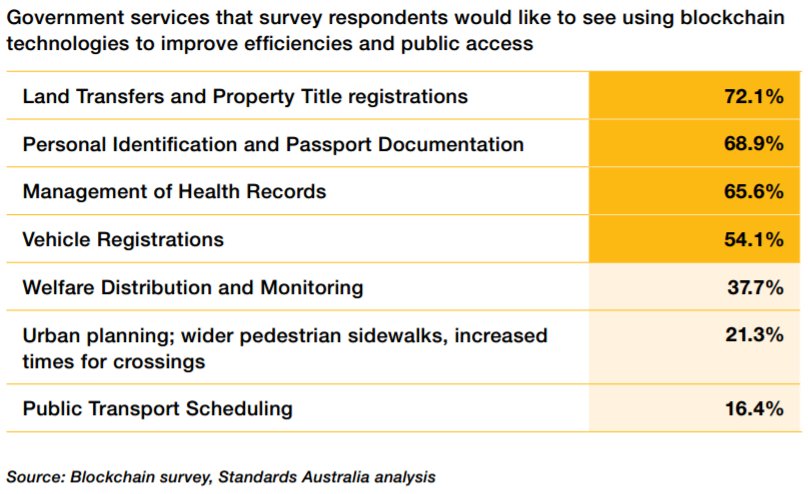 Government services that survey respondents would like to see using blockchain
technologies to improve efficiencies and public access
Land Transfers and Property Title registrations 72.1%
Personal Identification and Passport Documentation 68.9%
Management of Health Records 65.6%
Vehicle Registrations 54.1%
Welfare Distribution and Monitoring 37.7%
Urban planning; wider pedestrian sidewalks, increased 21.3%
times for crossings
Public Transport Scheduling 16.4%
Source: Blockchain survey, Standards Australia analysis